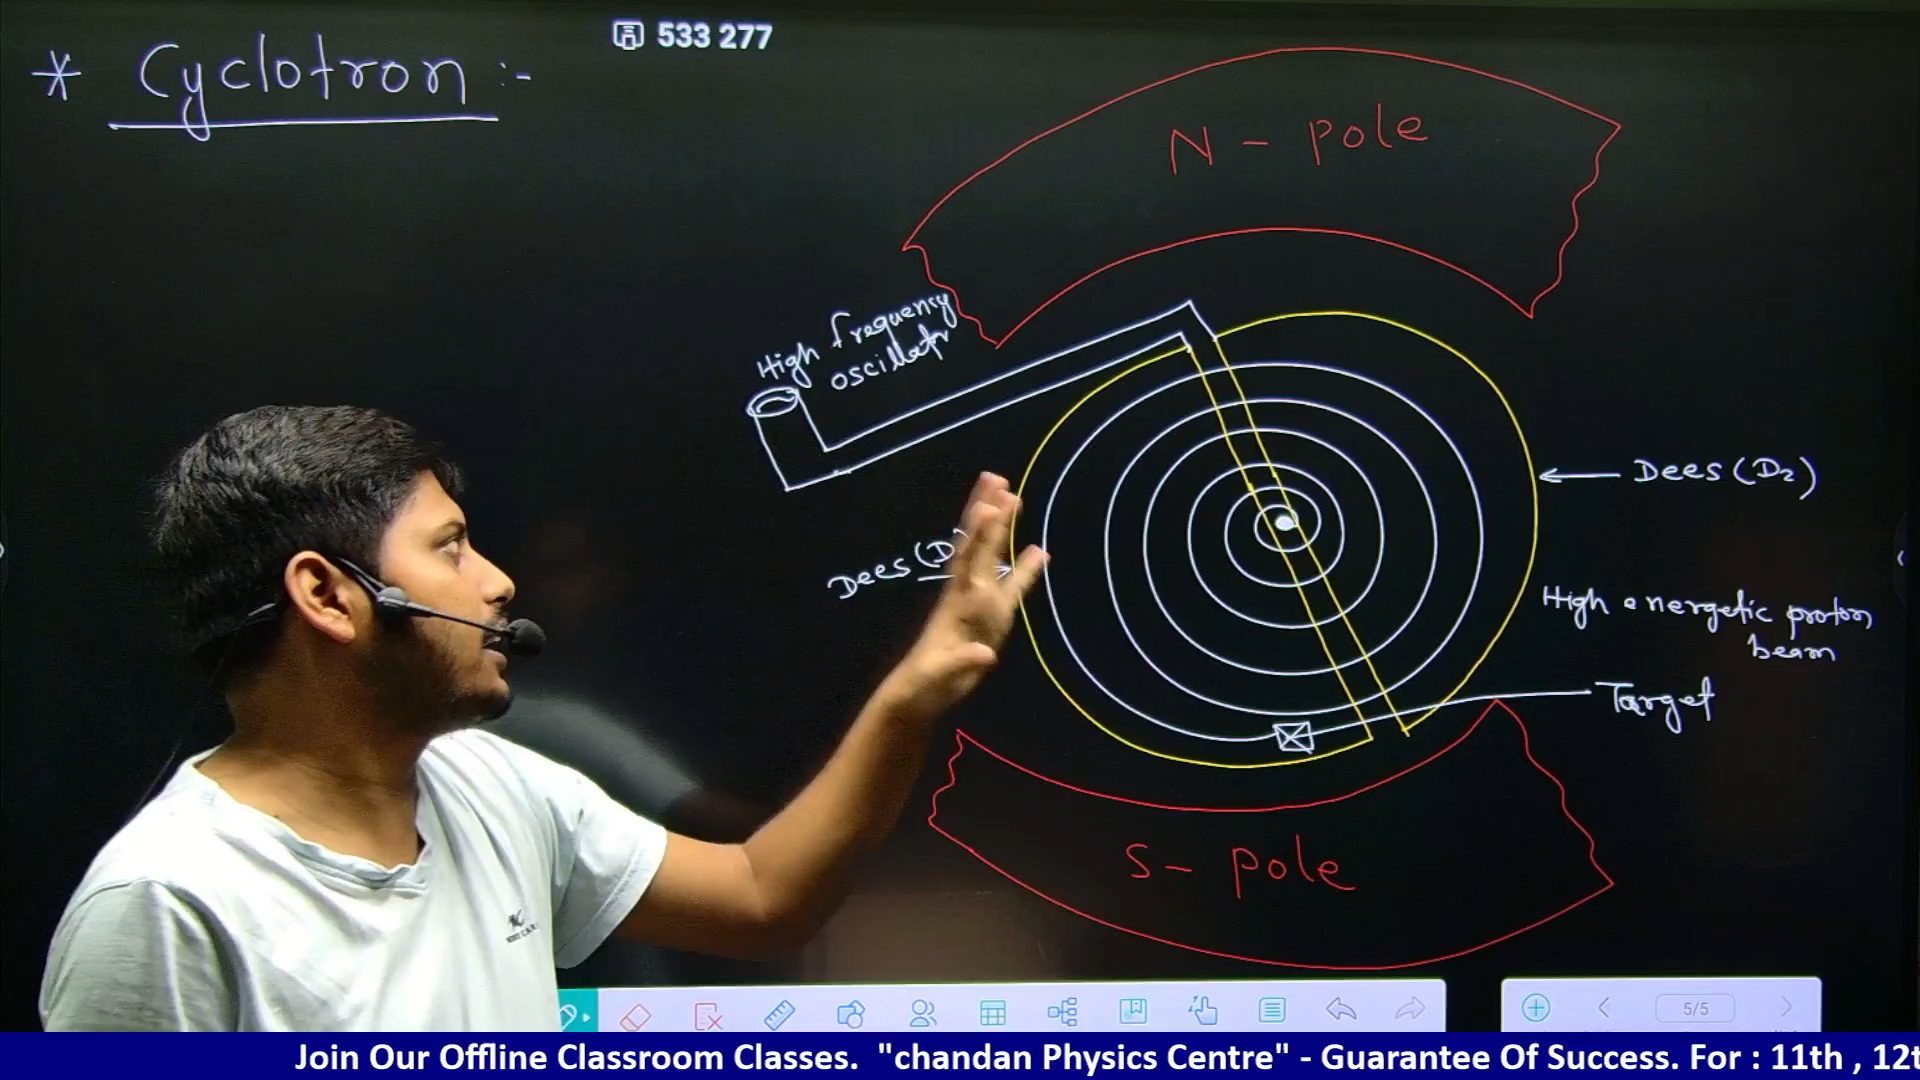 * Cyclotron :-
533 277
N - pole
High frequency
oscillator
Dees (D2)
Dees (D
High energetic proton
beam
Target
S - pole
5/5
Join Our Offline Classroom Classes. "chandan Physics Centre" - Guarantee Of Success. For : 11th , 12t